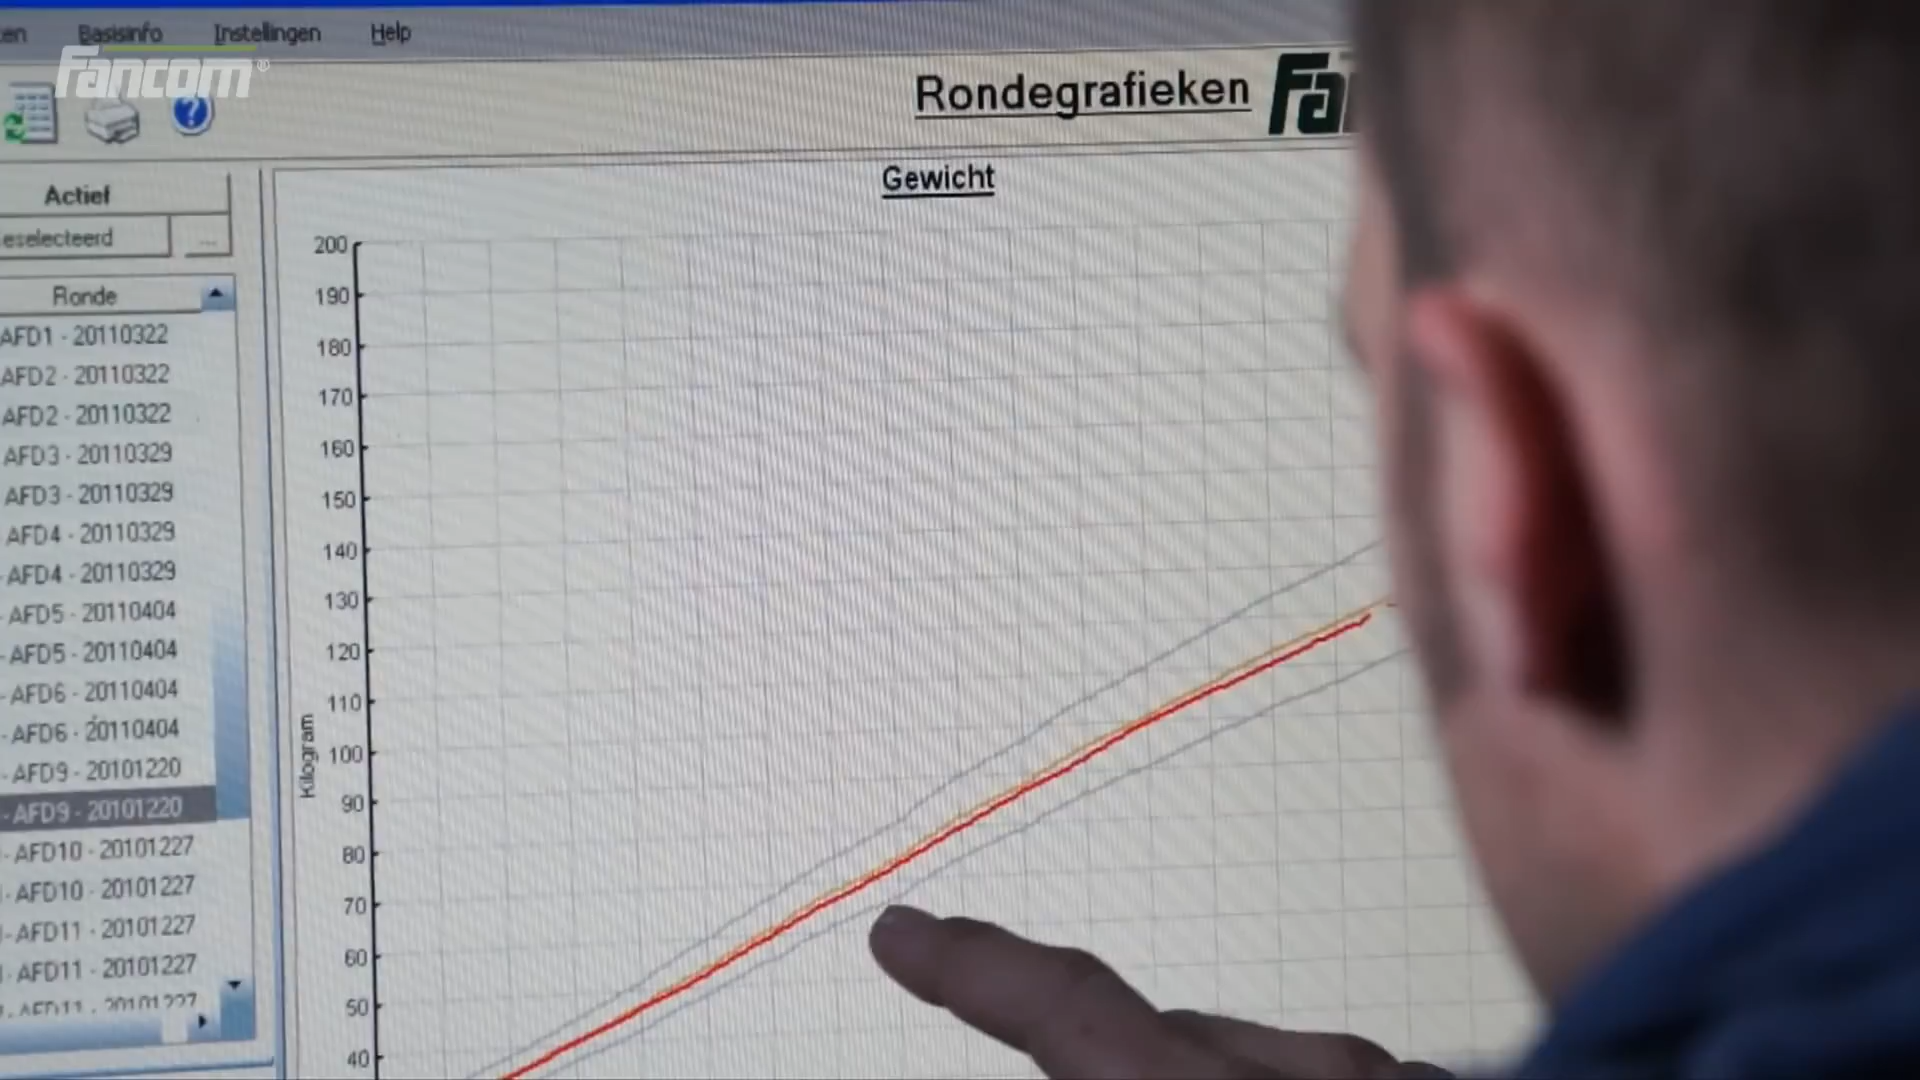 Basisinfo Instellingen Help
Fancom®
Rondegrafieken
Actief
Gewicht
Ronde
AFD1 - 20110322
AFD2 - 20110322
AFD2 - 20110322
AFD3 - 20110329
AFD3 - 20110329
AFD4 - 20110329
- AFD4 - 20110329
- AFD5 - 20110404
- AFD5 - 20110404
- AFD6 - 20110404
- AFD6 - 20110404
- AFD9 - 20101220
- AFD9 - 20101220
- AFD10 - 20101227
- AFD10 - 20101227
- AFD11 - 20101227
- AFD11 - 20101227
- AFD11 - 20101227
200
190
180
170
160
150
140
130
120
110
100
90
80
70
60
50
40
Kilogram